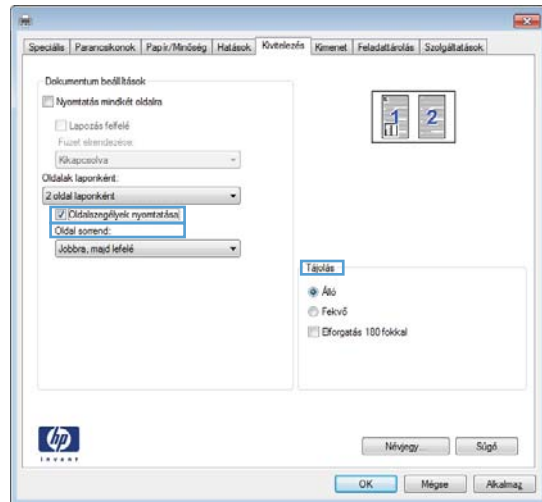 Speciális Parancsikonok Papír/Minőség Hatások Kivitelezés Kimenet Feladattárolás Szolgáltatások
Dokumentum beállítások
Nyomtatás mindkét oldalra
Lapozás felfelé
Füzet elrendezése:
Kikapcsolva
Oldalak laponként:
2 oldal laponként
Oldalszegélyek nyomtatása
Oldal sorrend:
Jobbra, majd lefelé
1 2
Tájolás
Álló
Fekvő
Elforgatás 180 fokkal
hp
invent
Névjegy... Súgó
OK Mégse Alkalmaz